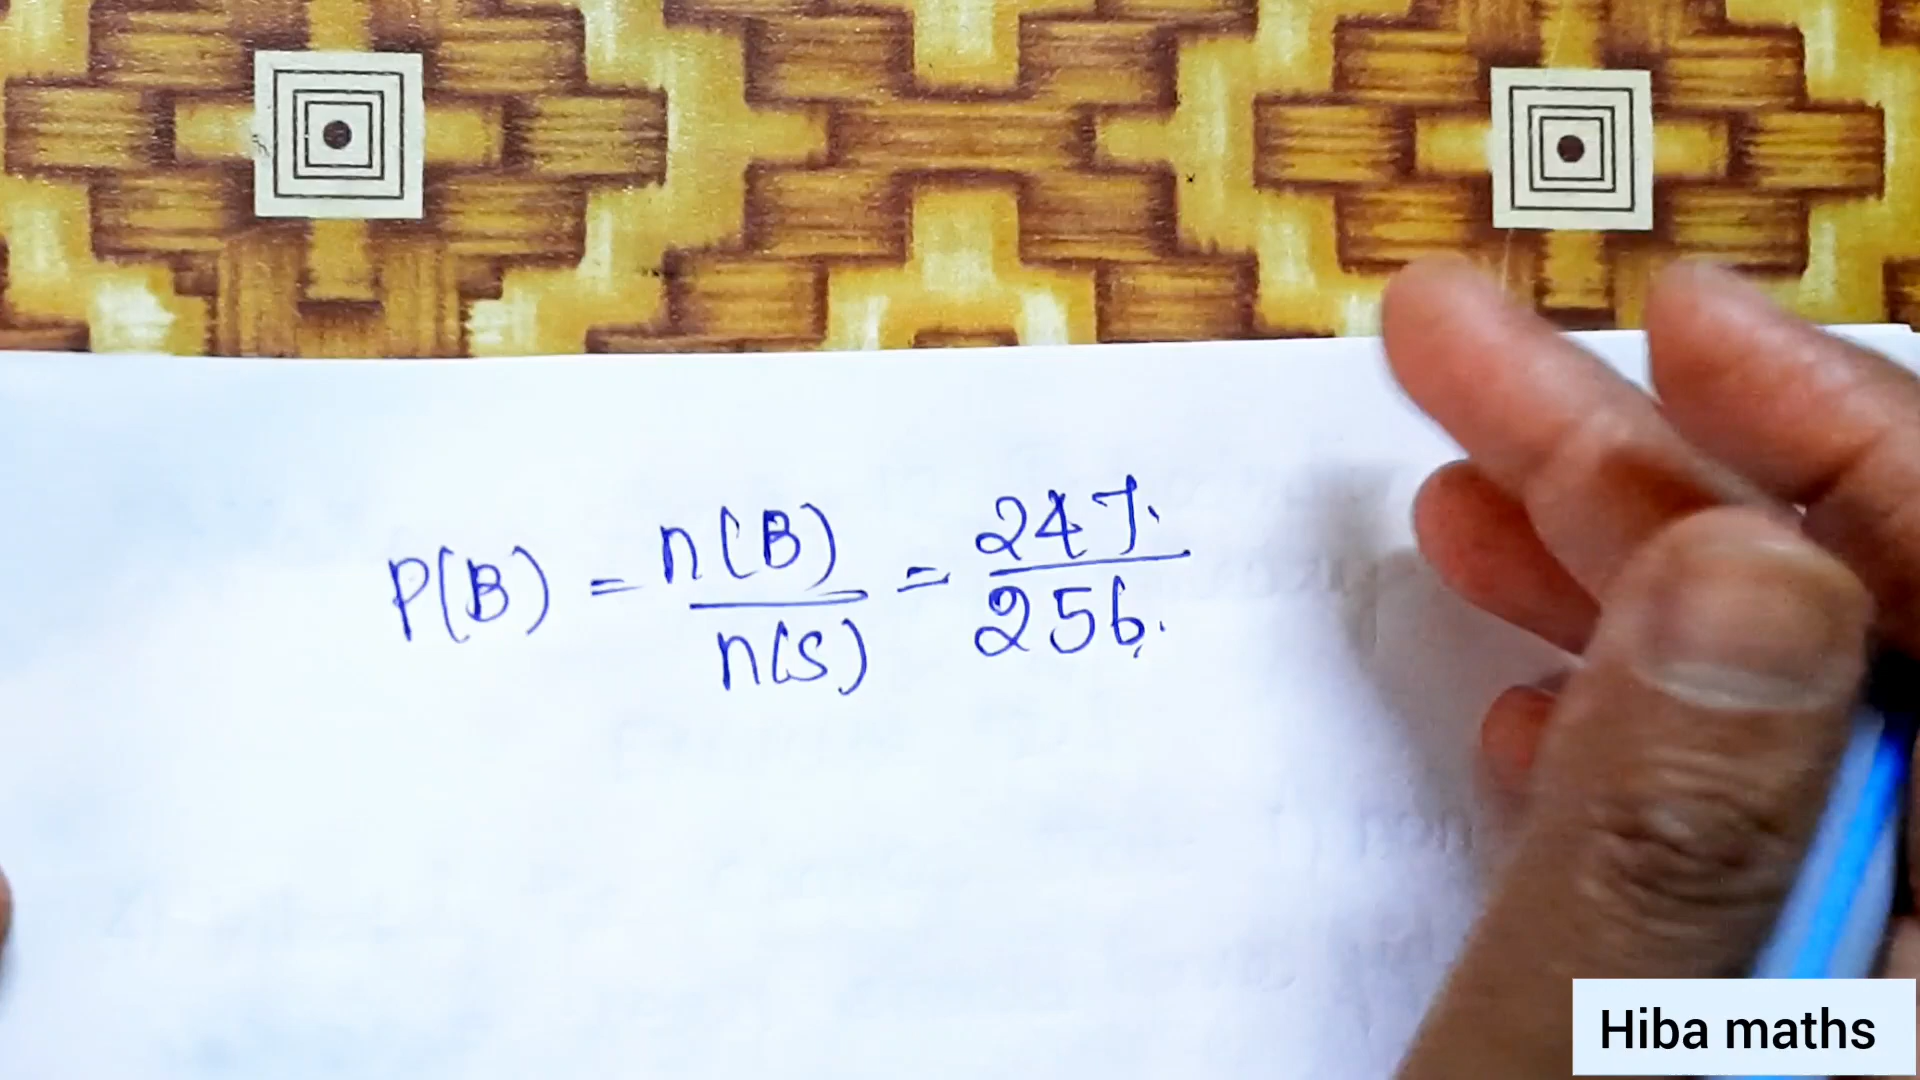 P(B) = n(B)/n(S) = 247/256
Hiba maths